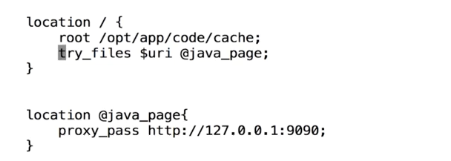 location / {
    root /opt/app/code/cache;
    try_files $uri @java_page;
}
location @java_page{
    proxy_pass http://127.0.0.1:9090;
}